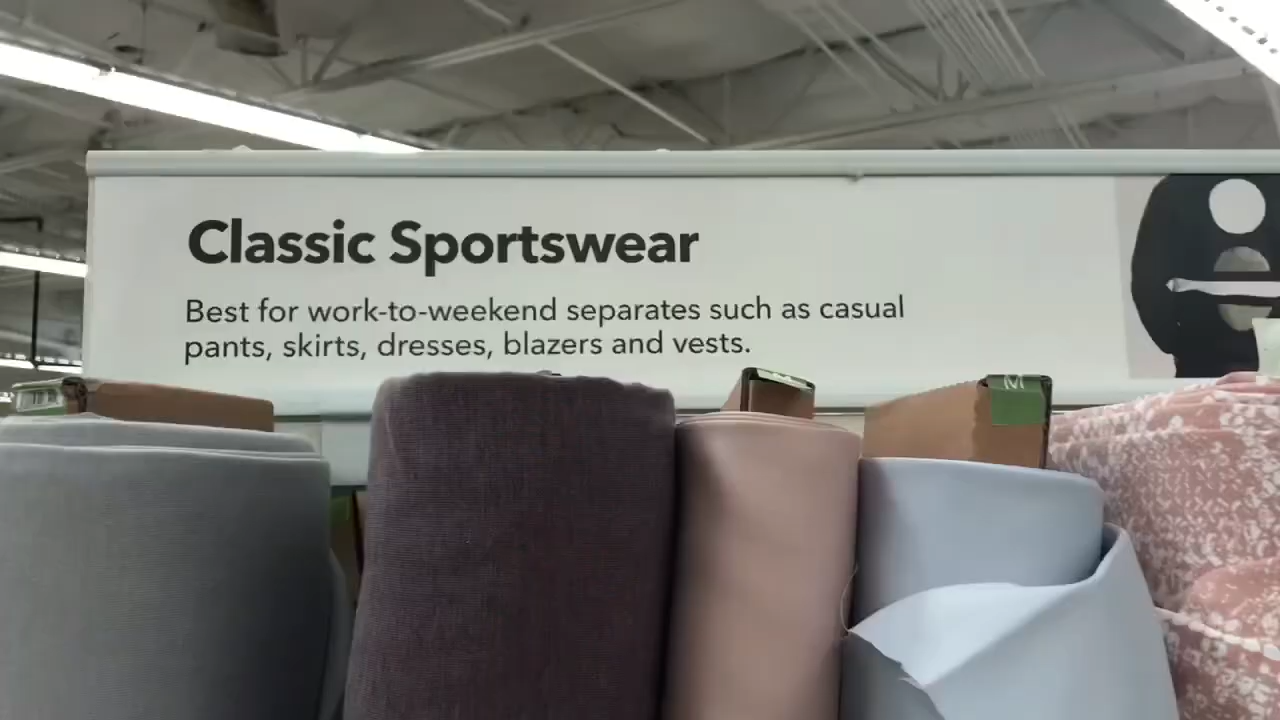 Classic Sportswear
Best for work-to-weekend separates such as casual
pants, skirts, dresses, blazers and vests.
M